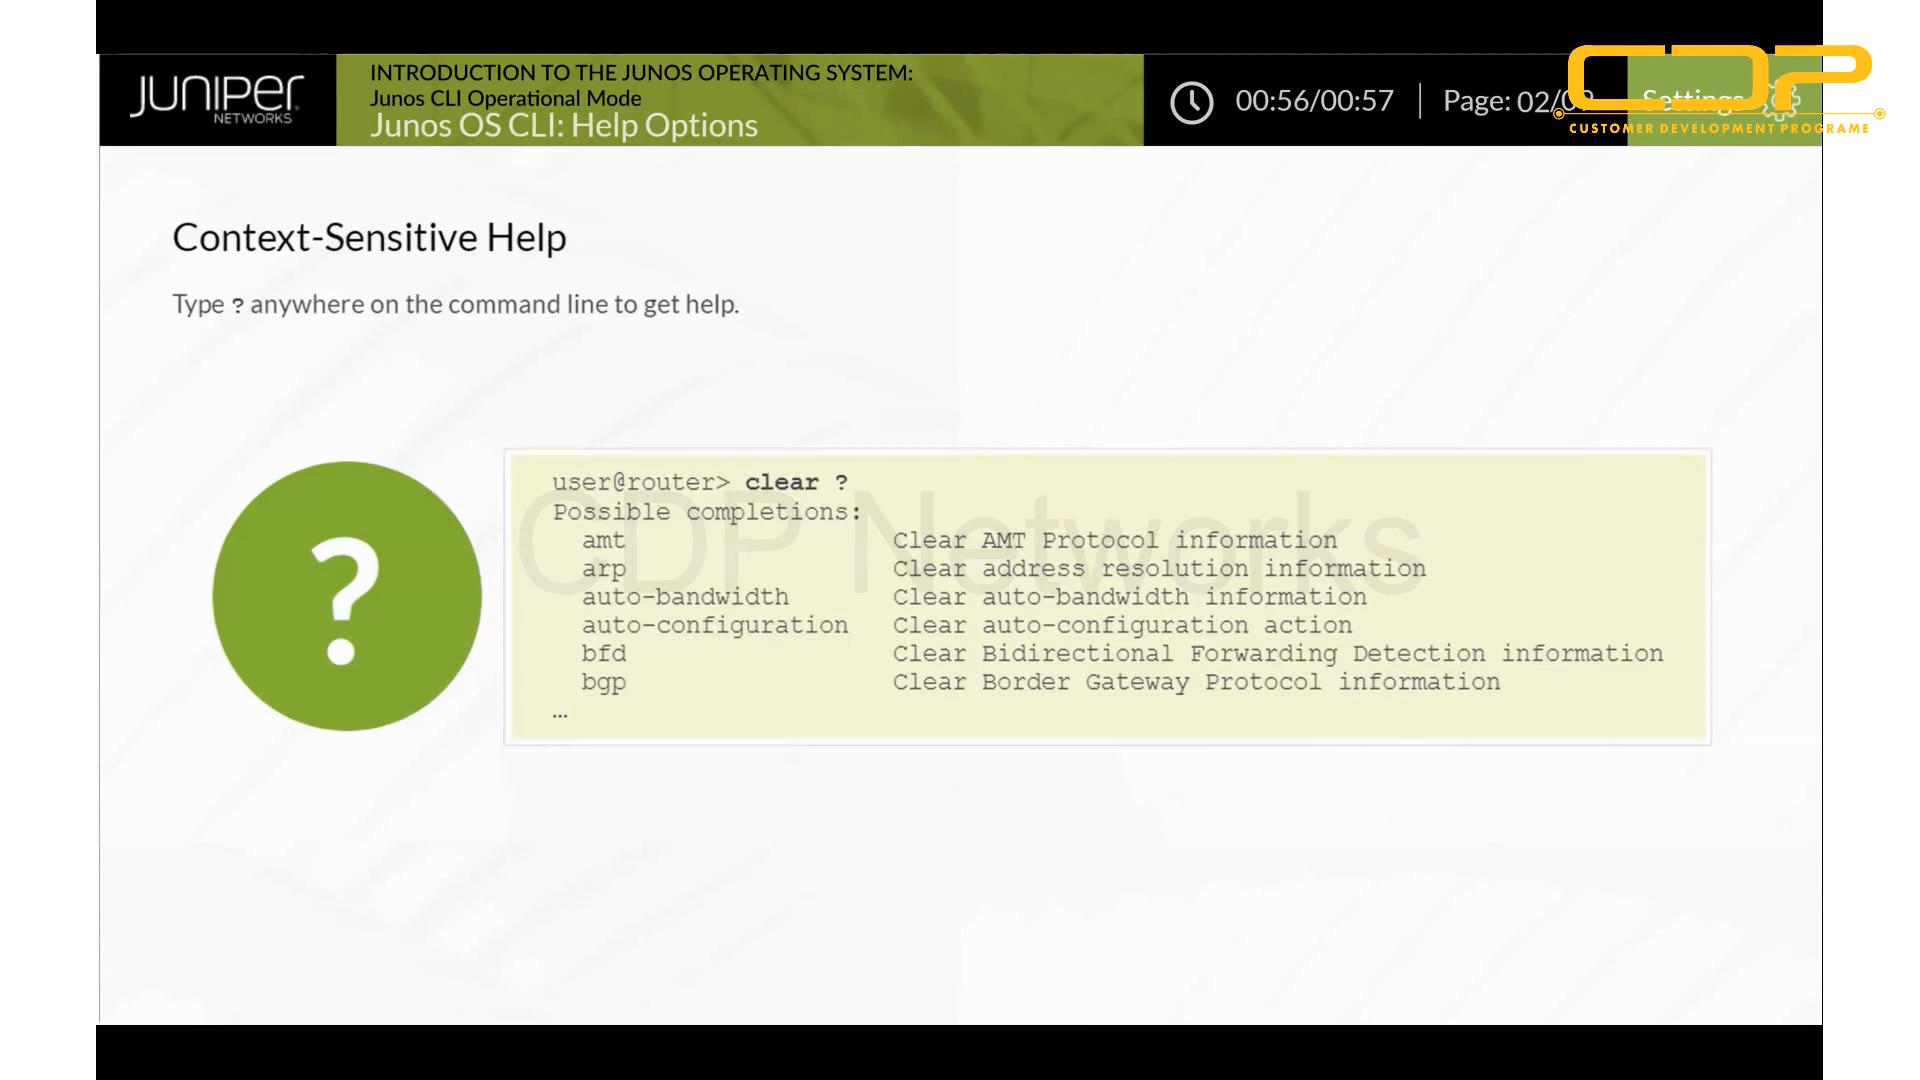 JUNIPER
NETWORKS
INTRODUCTION TO THE JUNOS OPERATING SYSTEM:
Junos CLI Operational Mode
Junos OS CLI: Help Options
00:56/00:57
Page: 02/
Settings
CDP
CUSTOMER DEVELOPMENT PROGRAME
Context-Sensitive Help
Type ? anywhere on the command line to get help.
?
user@router> clear ?
Possible completions:
amt Clear AMT Protocol information
arp Clear address resolution information
auto-bandwidth Clear auto-bandwidth information
auto-configuration Clear auto-configuration action
bfd Clear Bidirectional Forwarding Detection information
bgp Clear Border Gateway Protocol information
...
CDP Networks